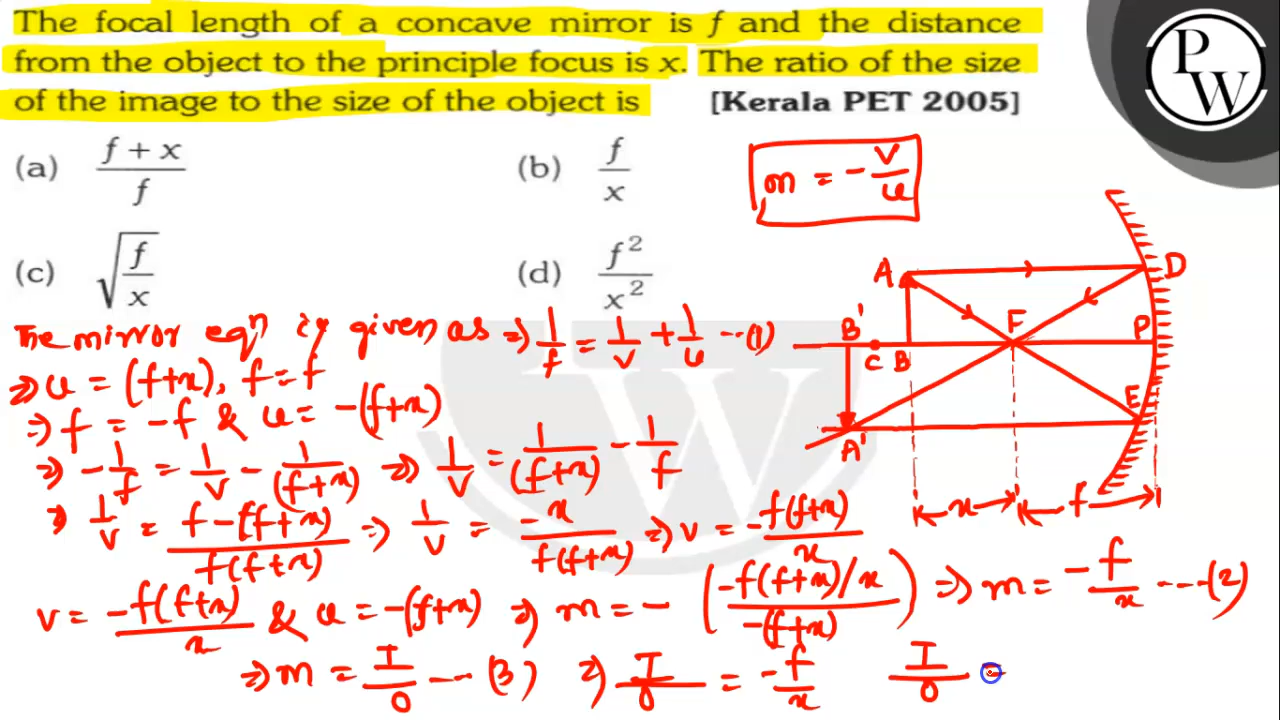 The focal length of a concave mirror is f and the distance
from the object to the principle focus is x. The ratio of the size
of the image to the size of the object is [Kerala PET 2005]
PW
(a) (f + x)/f (b) f/x
(c) √(f/x) (d) f²/x²
m = -v/u
A D
B' C B F P
A' E
x f
The mirror eqn is given as ⇒ 1/f = 1/v + 1/u --- (1)
⇒ u = (f+x), f = f
⇒ f = -f & u = -(f+x)
⇒ -1/f = 1/v - 1/(f+x) ⇒ 1/v = 1/(f+x) - 1/f
⇒ 1/v = (f-(f+x))/(f(f+x)) ⇒ 1/v = -x/(f(f+x)) ⇒ v = -f(f+x)/x
v = -f(f+x)/x & u = -(f+x) ⇒ m = -((-f(f+x)/x)/(-(f+x))) ⇒ m = -f/x ---- (2)
⇒ m = I/O --- (3) ⇒ I/O = -f/x I/O =